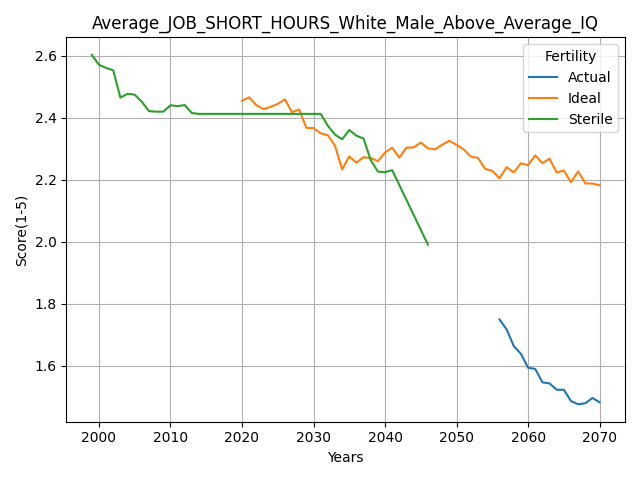 Average_JOB_SHORT_HOURS_White_Male_Above_Average_IQ
Fertility
Actual
Ideal
Sterile
Score(1-5)
2.6
2.4
2.2
2.0
1.8
1.6
2000 2010 2020 2030 2040 2050 2060 2070
Years